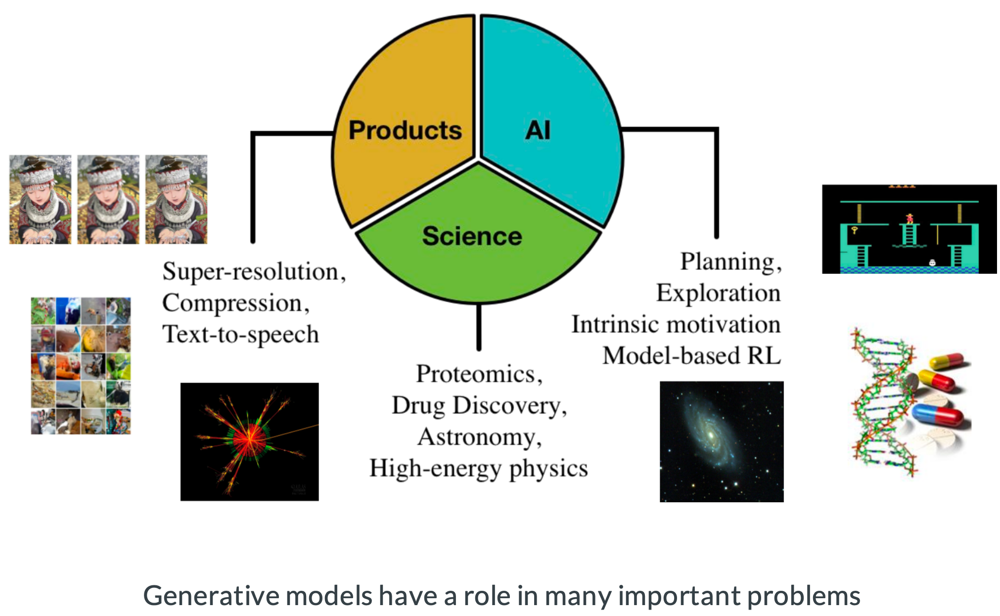 Products
AI
Science
Super-resolution,
Compression,
Text-to-speech
Planning,
Exploration
Intrinsic motivation
Model-based RL
Proteomics,
Drug Discovery,
Astronomy,
High-energy physics
Generative models have a role in many important problems